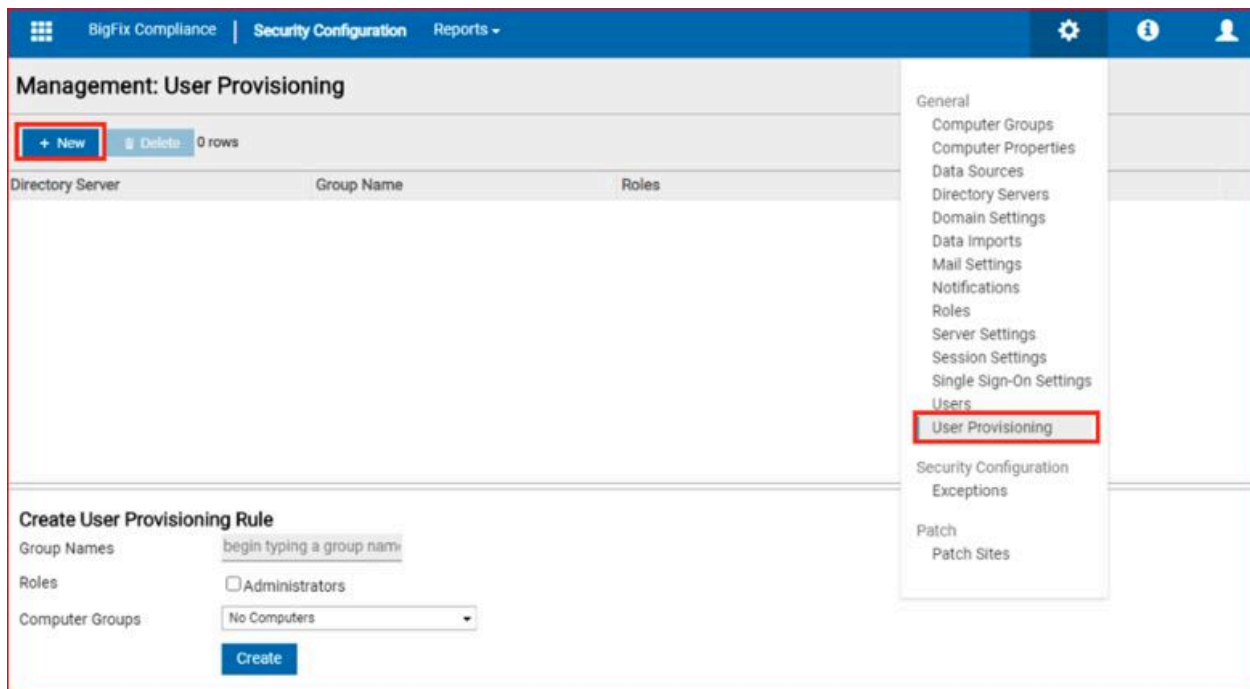 BigFix Compliance | Security Configuration Reports
Management: User Provisioning
+ New Delete 0 rows
Directory Server Group Name Roles
General
Computer Groups
Computer Properties
Data Sources
Directory Servers
Domain Settings
Data Imports
Mail Settings
Notifications
Roles
Server Settings
Session Settings
Single Sign-On Settings
Users
User Provisioning
Security Configuration
Exceptions
Patch
Patch Sites
Create User Provisioning Rule
Group Names begin typing a group nam
Roles Administrators
Computer Groups No Computers
Create